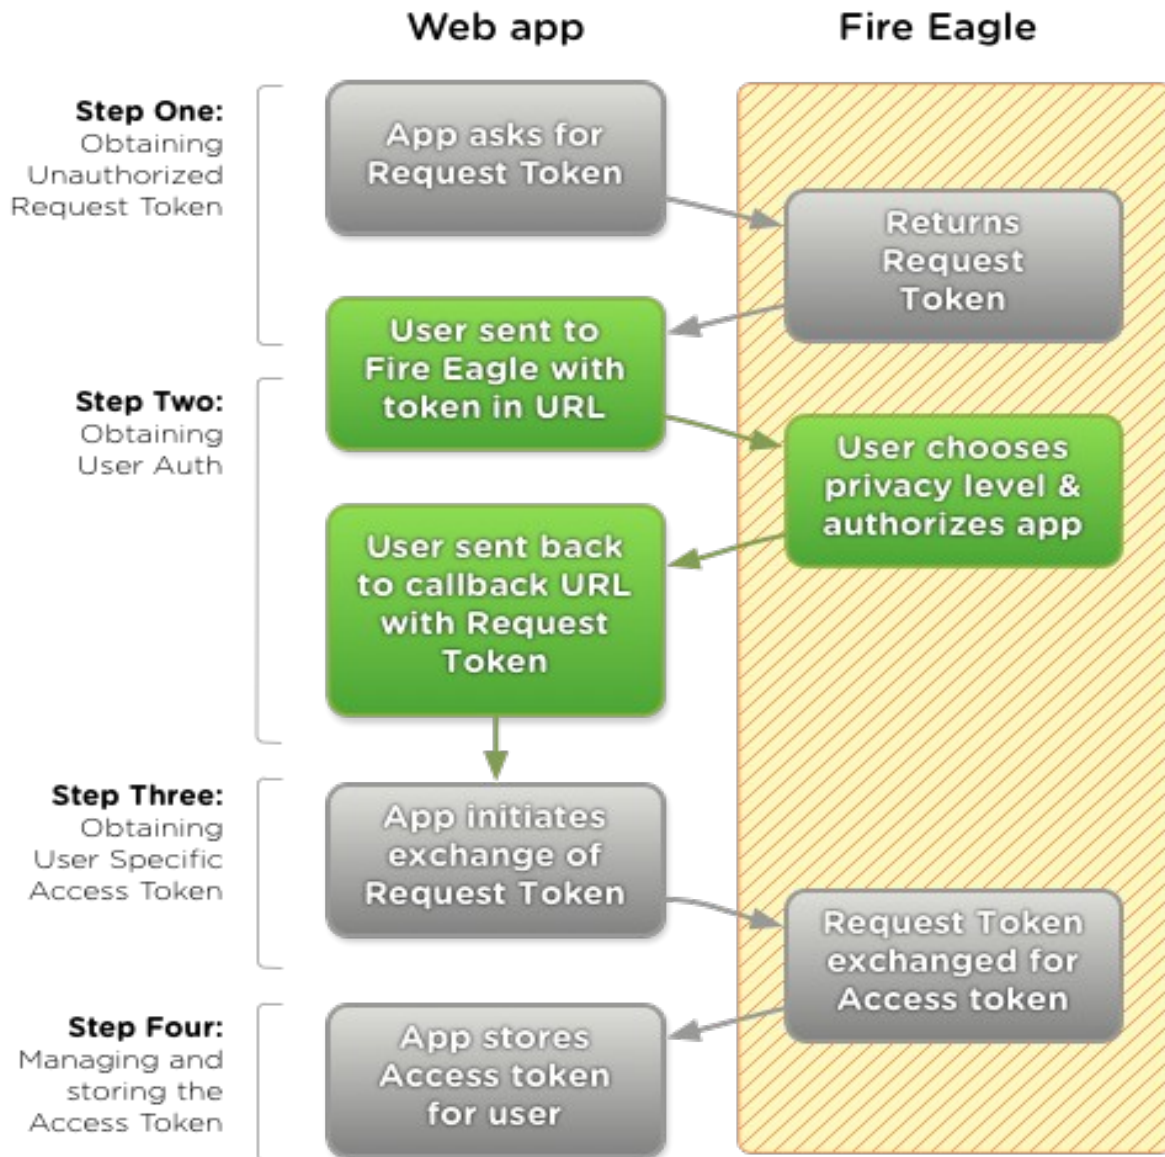 Web app
Fire Eagle
Step One:
Obtaining
Unauthorized
Request Token
App asks for
Request Token
Returns
Request
Token
User sent to
Fire Eagle with
token in URL
Step Two:
Obtaining
User Auth
User chooses
privacy level &
authorizes app
User sent back
to callback URL
with Request
Token
Step Three:
Obtaining
User Specific
Access Token
App initiates
exchange of
Request Token
Request Token
exchanged for
Access token
Step Four:
Managing and
storing the
Access Token
App stores
Access token
for user